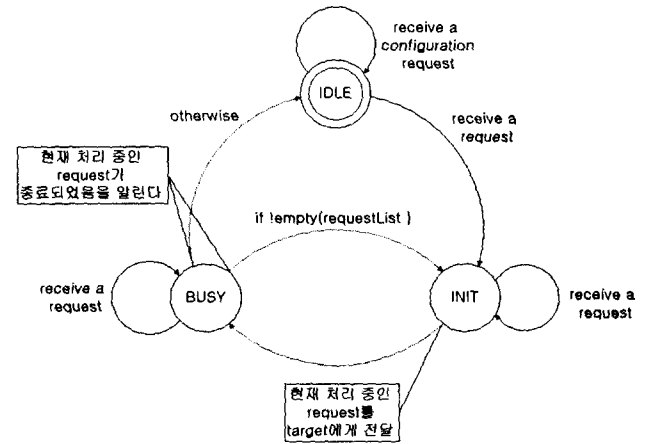 receive a
configuration
request
IDLE
otherwise
receive a
request
현재 처리 중인
request가
종료되었음을 알린다
if !empty(requestList )
receive a
request
BUSY
INIT
receive a
request
현재 처리 중인
request를
target에게 전달